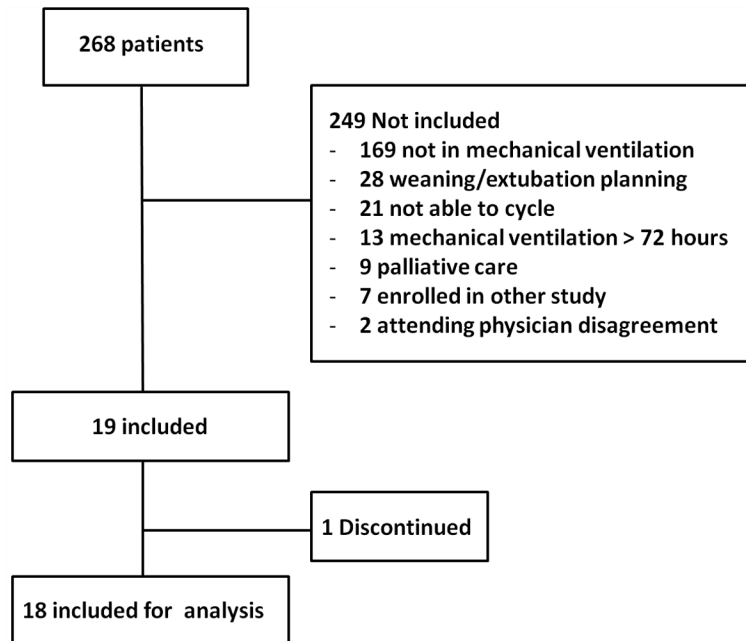 268 patients
249 Not included
- 169 not in mechanical ventilation
- 28 weaning/extubation planning
- 21 not able to cycle
- 13 mechanical ventilation > 72 hours
- 9 palliative care
- 7 enrolled in other study
- 2 attending physician disagreement
19 included
1 Discontinued
18 included for analysis